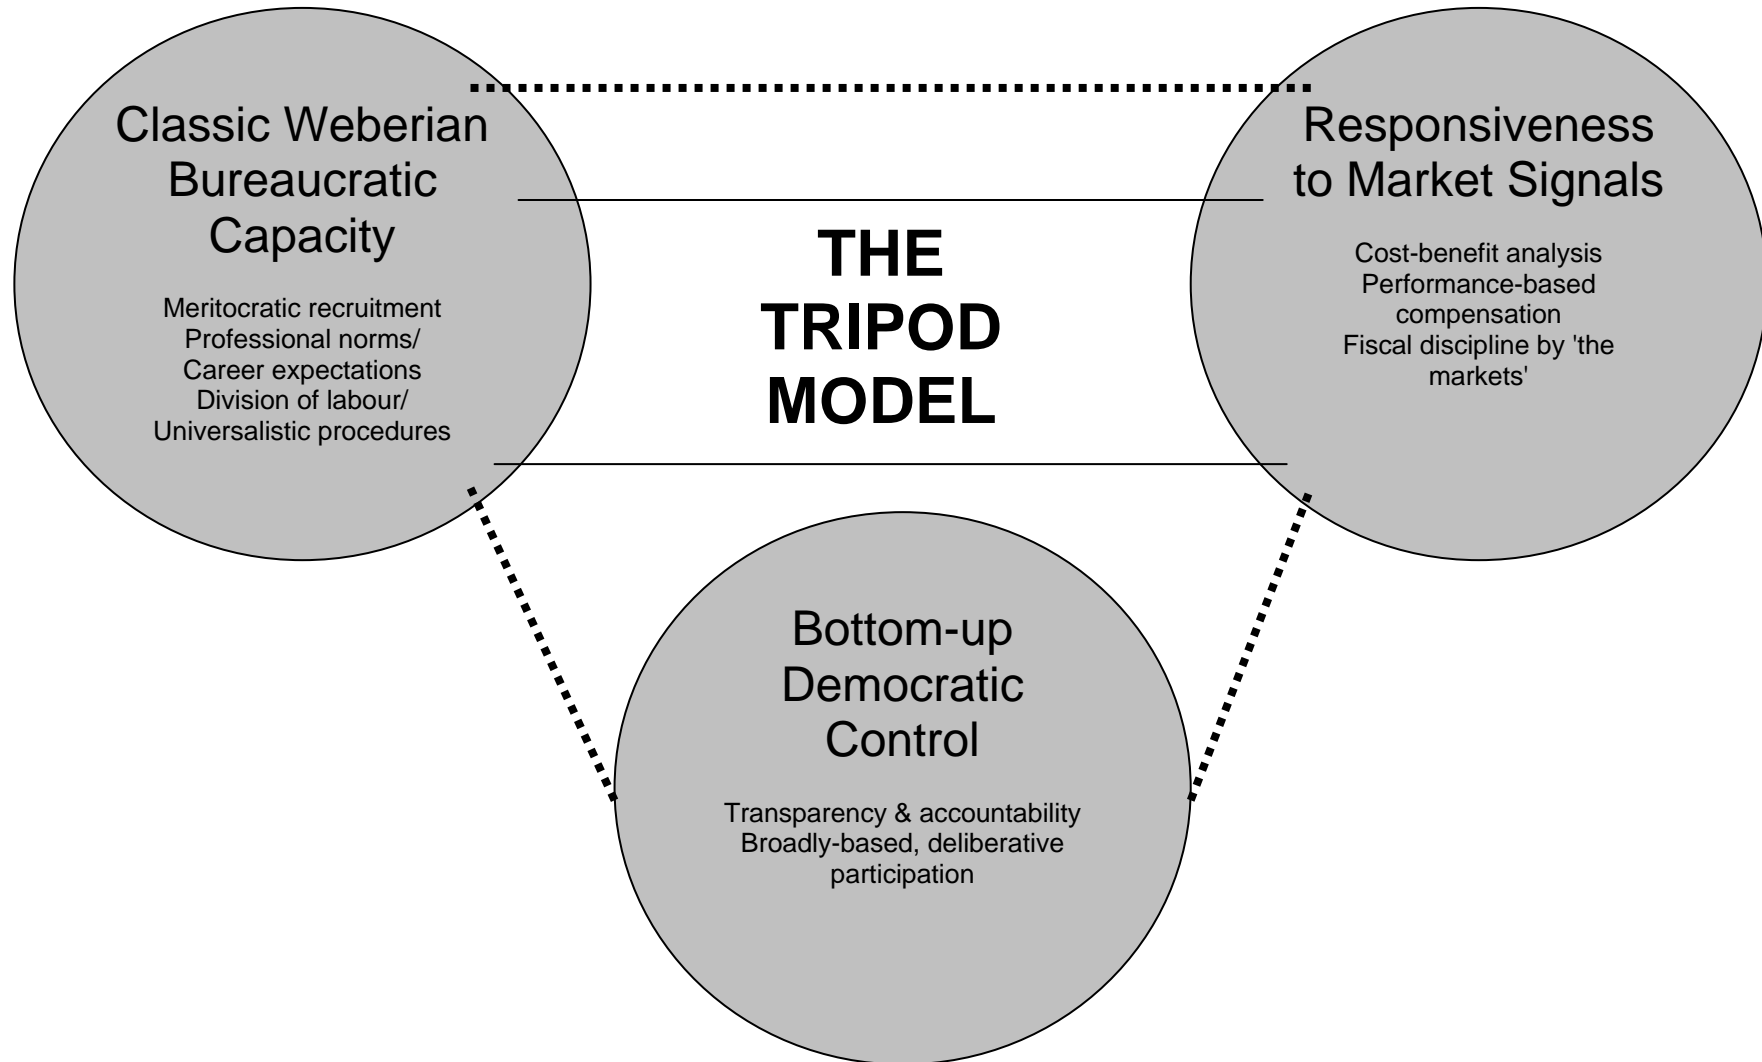 Classic Weberian
Bureaucratic
Capacity
Meritocratic recruitment
Professional norms/
Career expectations
Division of labour/
Universalistic procedures
THE
TRIPOD
MODEL
Responsiveness
to Market Signals
Cost-benefit analysis
Performance-based
compensation
Fiscal discipline by 'the
markets'
Bottom-up
Democratic
Control
Transparency & accountability
Broadly-based, deliberative
participation